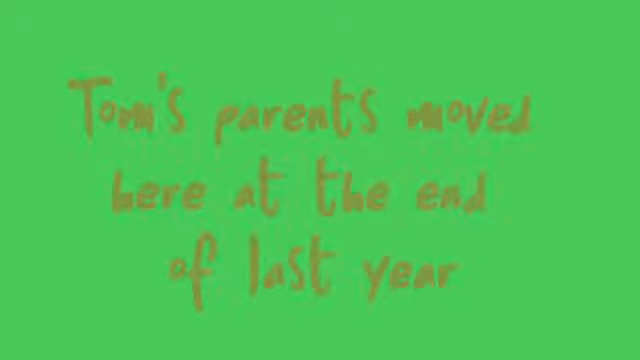 Tom's parents moved
here at the end
of last year